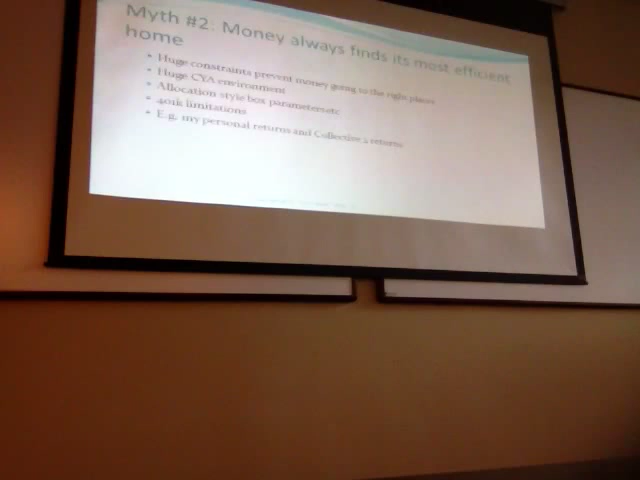 Myth #2: Money always finds its most efficient
home
• Huge constraints prevent money going to the right places
• Huge CYA environment
• Allocation style box parameters etc
• 401k limitations
• E.g. my personal returns and Collective 2 returns